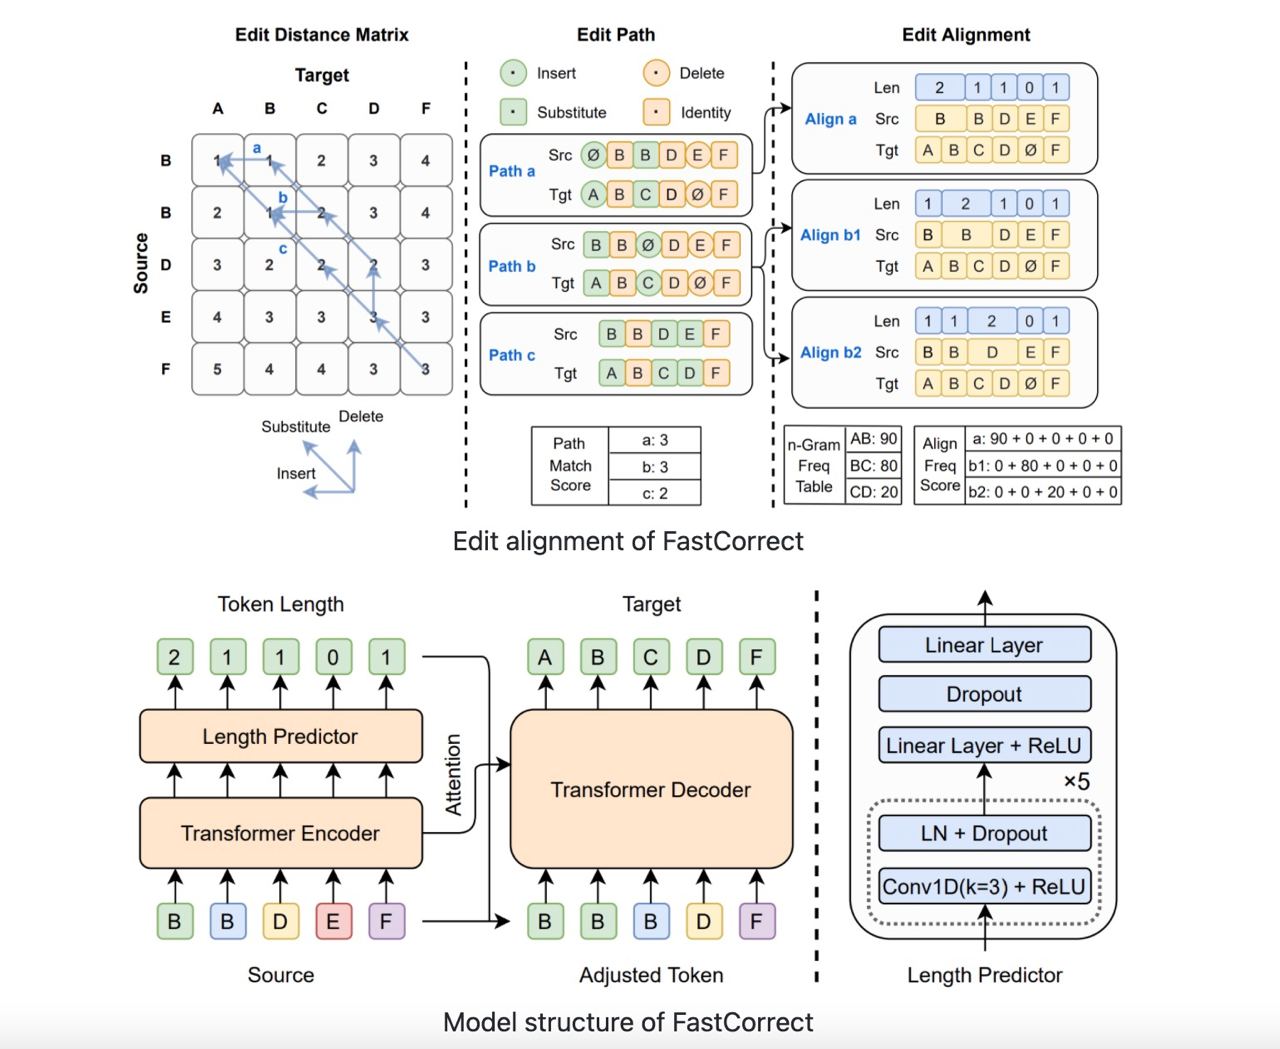 Edit Distance Matrix
Target
A B C D F
B 1 1 2 3 4
B 2 1 2 3 4
D 3 2 2 2 3
E 4 3 3 3 3
F 5 4 4 3 3
a
b
c
Source
Substitute
Delete
Insert
Edit Path
· Insert
· Delete
· Substitute
· Identity
Path a
Src Ø B B D E F
Tgt A B C D Ø F
Path b
Src B B Ø D E F
Tgt A B C D Ø F
Path c
Src B B D E F
Tgt A B C D F
Path Match Score
a: 3
b: 3
c: 2
Edit Alignment
Align a
Len 2 1 1 0 1
Src B B D E F
Tgt A B C D Ø F
Align b1
Len 1 2 1 0 1
Src B B D E F
Tgt A B C D Ø F
Align b2
Len 1 1 2 0 1
Src B B D E F
Tgt A B C D Ø F
n-Gram Freq Table
AB: 90
BC: 80
CD: 20
Align Freq Score
a: 90 + 0 + 0 + 0 + 0
b1: 0 + 80 + 0 + 0 + 0
b2: 0 + 0 + 20 + 0 + 0
Edit alignment of FastCorrect
Token Length
2 1 1 0 1
Length Predictor
Transformer Encoder
B B D E F
Source
Attention
Target
A B C D F
Transformer Decoder
B B B D F
Adjusted Token
Linear Layer
Dropout
Linear Layer + ReLU
×5
LN + Dropout
Conv1D(k=3) + ReLU
Length Predictor
Model structure of FastCorrect